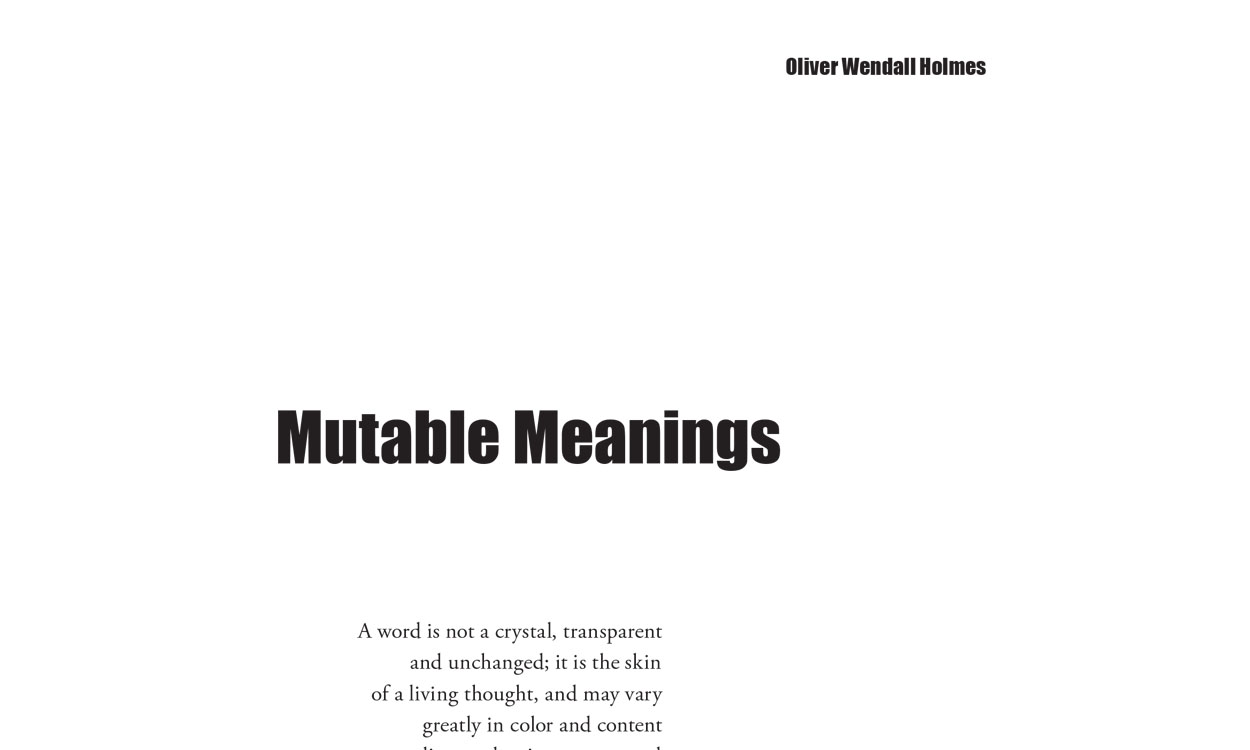 Oliver Wendall Holmes
Mutable Meanings
A word is not a crystal, transparent
and unchanged; it is the skin
of a living thought, and may vary
greatly in color and content